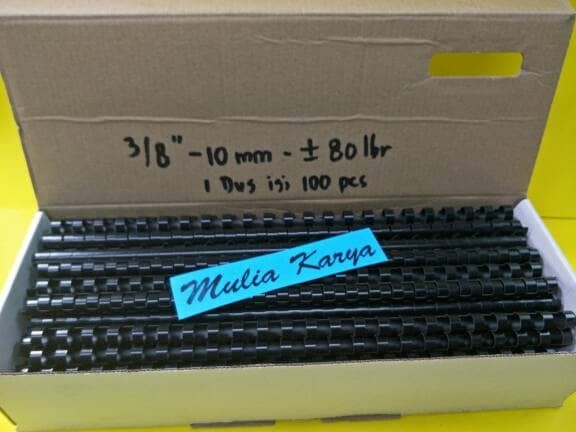 3/8" - 10 mm - ± 80 lbr
1 Dus isi 100 pcs
Mulia Karya